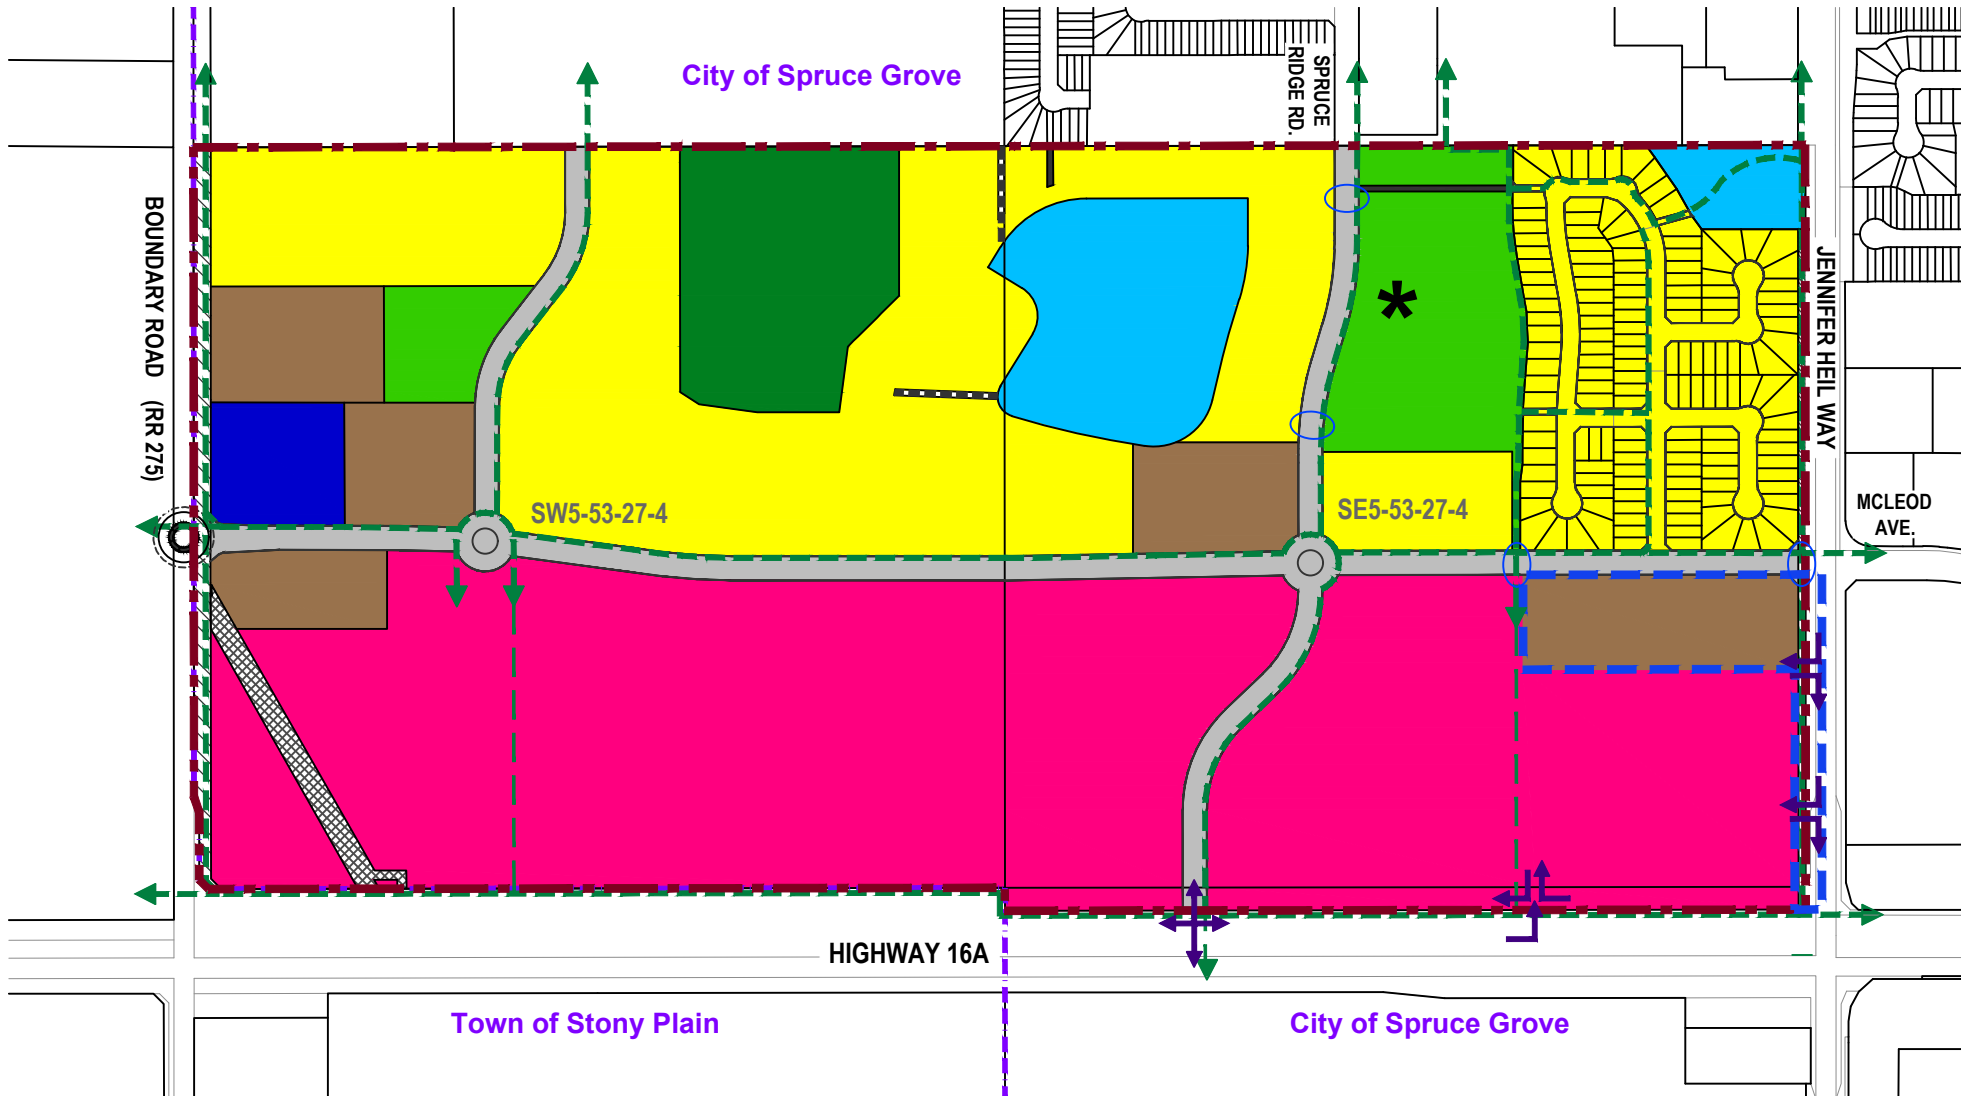 City of Spruce Grove
SPRUCE
RIDGE RD.
BOUNDARY ROAD (RR 275)
*
JENNIFER HEIL WAY
SW5-53-27-4
SE5-53-27-4
MCLEOD
AVE.
HIGHWAY 16A
Town of Stony Plain
City of Spruce Grove